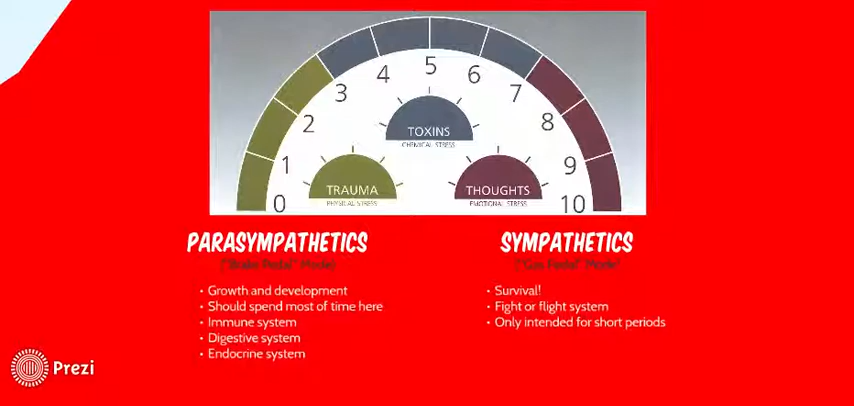 0
1
2
3
4
5
6
7
8
9
10
TOXINS
CHEMICAL STRESS
TRAUMA
PHYSICAL STRESS
THOUGHTS
EMOTIONAL STRESS
PARASYMPATHETICS
("Brake Pedal" Mode)
• Growth and development
• Should spend most of time here
• Immune system
• Digestive system
• Endocrine system
SYMPATHETICS
("Gas Pedal" Mode)
• Survival!
• Fight or flight system
• Only intended for short periods
Prezi